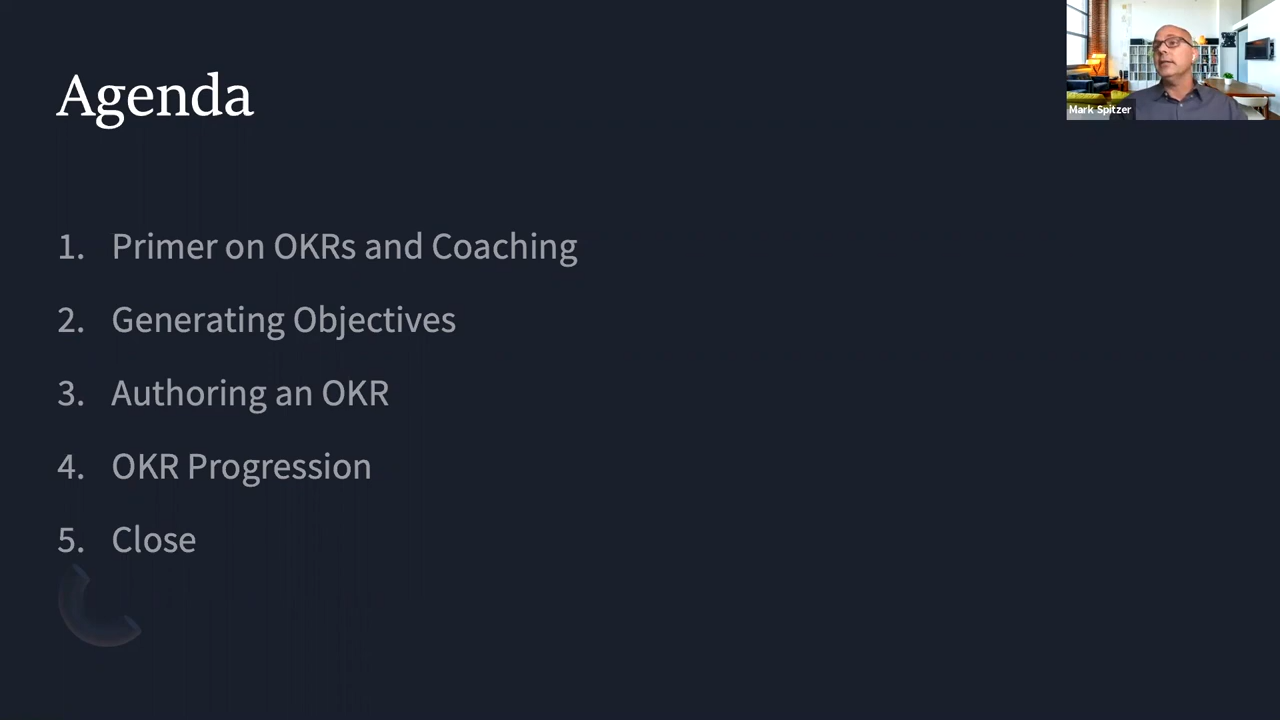 Agenda
Mark Spitzer
1. Primer on OKRs and Coaching
2. Generating Objectives
3. Authoring an OKR
4. OKR Progression
5. Close